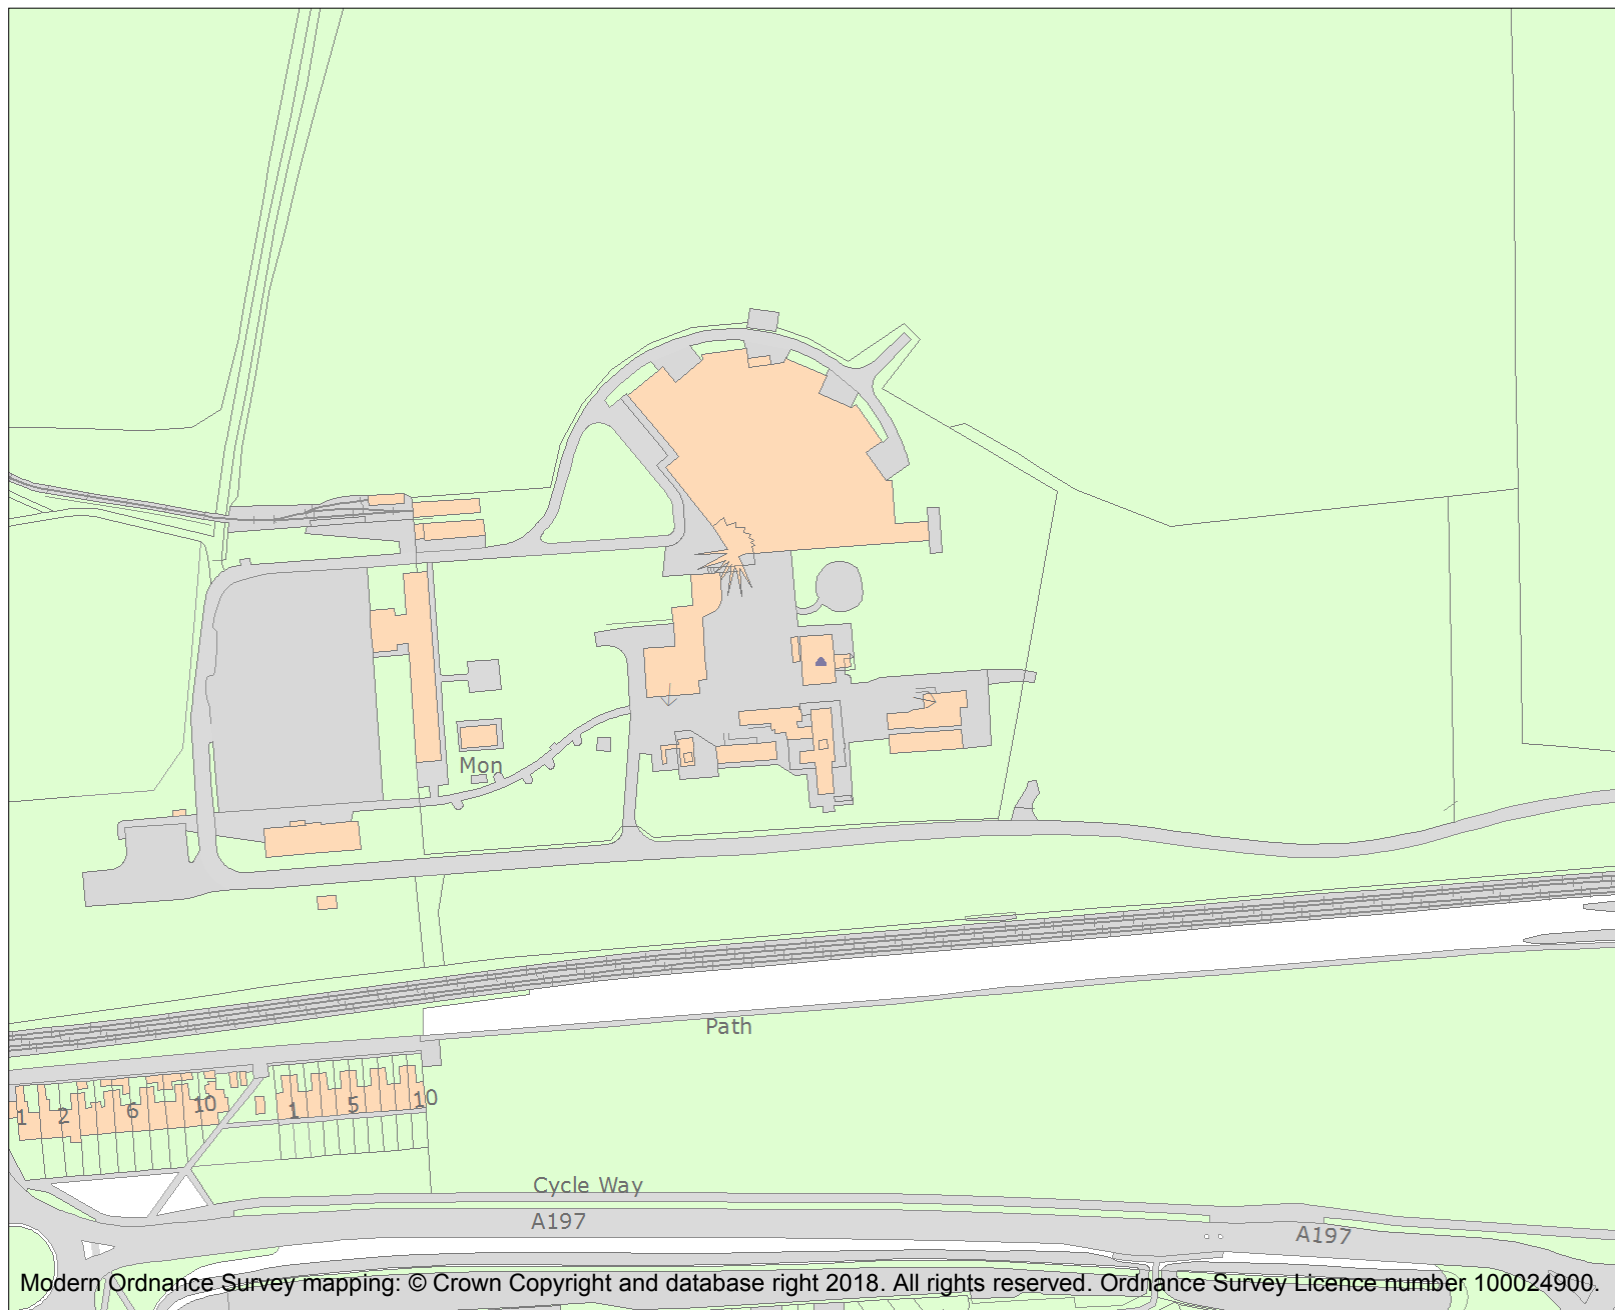 Mon
Path
1 2 6 10 1 5 10
Cycle Way
A197
A197
Modern Ordnance Survey mapping: © Crown Copyright and database right 2018. All rights reserved. Ordnance Survey Licence number 100024900.